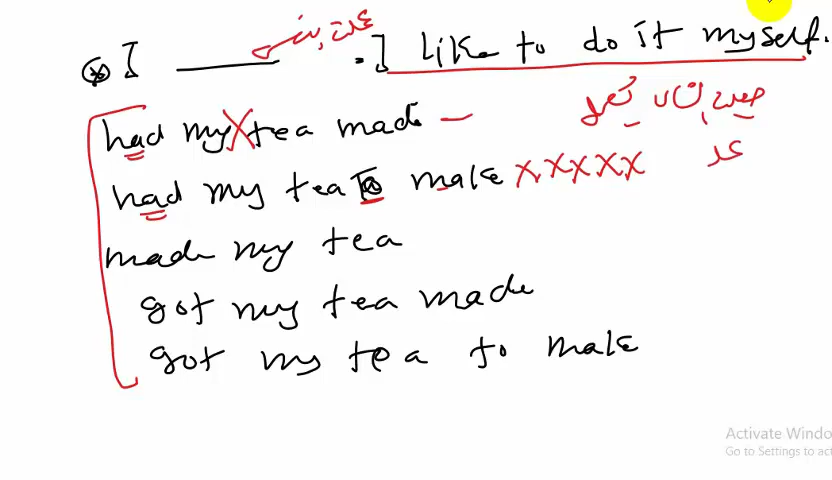 * I ________ . I like to do it myself.
had my tea made
had my tea to make xxxxx
made my tea
got my tea made
got my tea to make
Activate Windo
Go to Settings to act